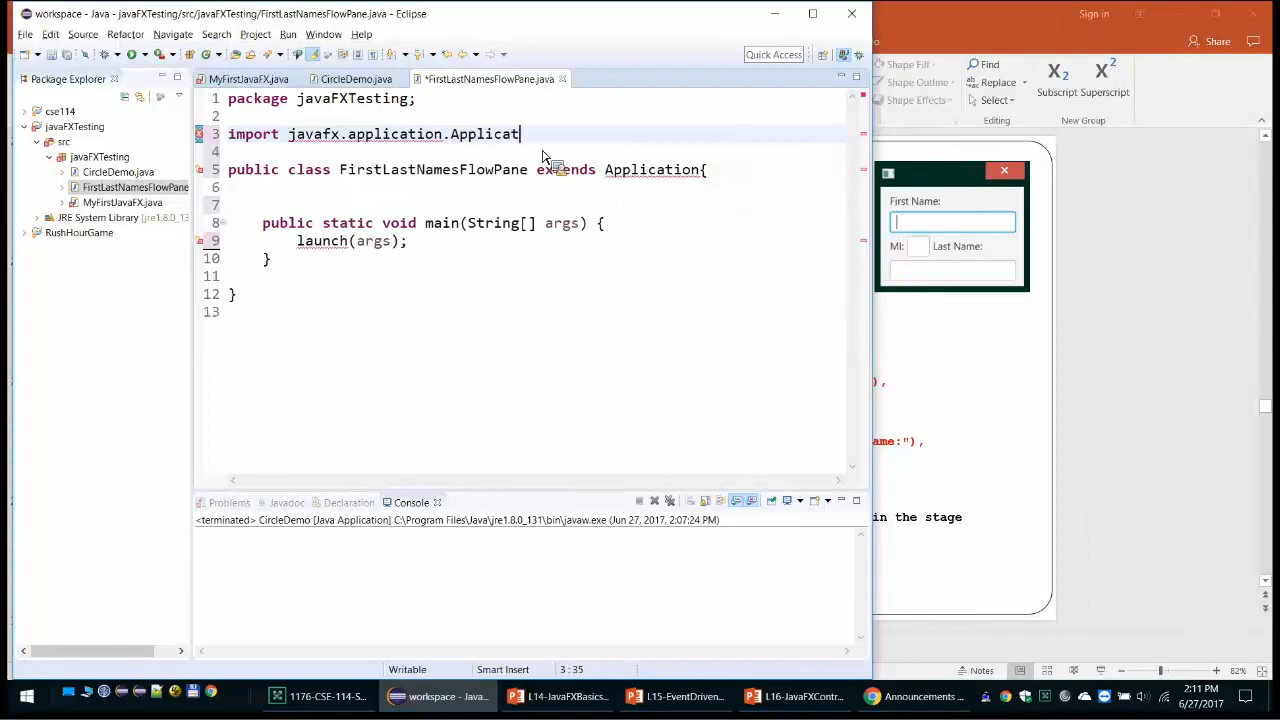 workspace - Java - javaFXTesting/src/javaFXTesting/FirstLastNamesFlowPane.java - Eclipse
Sign in
File Edit Source Refactor Navigate Search Project Run Window Help
Share
Quick Access
Shape Fill
Shape Outline
Shape Effects
Find
Replace
Select
Editing
Subscript Superscript
New Group
Package Explorer
MyFirstJavaFX.java
CircleDemo.java
*FirstLastNamesFlowPane.java
cse114
javaFXTesting
src
javaFXTesting
CircleDemo.java
FirstLastNamesFlowPane
MyFirstJavaFX.java
JRE System Library [jre1.8.0_13
RushHourGame
1 package javaFXTesting;
2
3 import javafx.application.Applicat
4
5 public class FirstLastNamesFlowPane extends Application{
6
7
8 public static void main(String[] args) {
9 launch(args);
10 }
11
12 }
13
First Name:
MI: Last Name:
),
ame:"),
in the stage
Problems Javadoc Declaration Console
<terminated> CircleDemo [Java Application] C:\Program Files\Java\jre1.8.0_131\bin\javaw.exe (Jun 27, 2017, 2:07:24 PM)
Writable Smart Insert 3 : 35
Notes 82%
1176-CSE-114-S... workspace - Java... L14-JavaFXBasics... L15-EventDriven... L16-JavaFXContr... Announcements ...
2:11 PM
6/27/2017